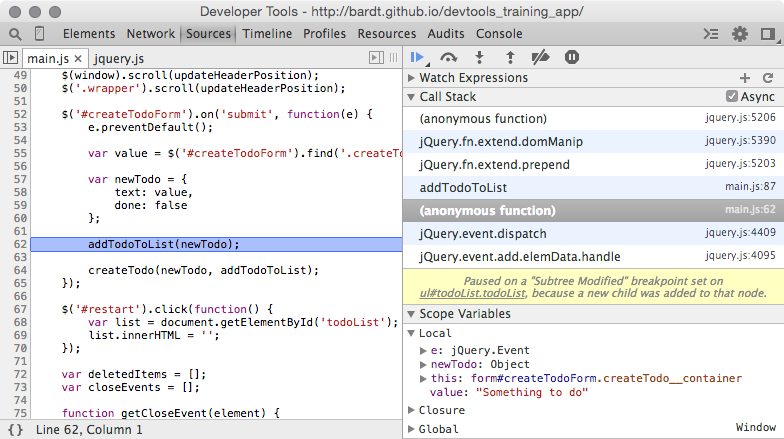 Developer Tools - http://bardt.github.io/devtools_training_app/
Elements Network Sources Timeline Profiles Resources Audits Console
main.js × jquery.js
49 $(window).scroll(updateHeaderPosition);
50 $('.wrapper').scroll(updateHeaderPosition);
51
52 $('#createTodoForm').on('submit', function(e) {
53 e.preventDefault();
54
55 var value = $('#createTodoForm').find('.createTo
56
57 var newTodo = {
58 text: value,
59 done: false
60 };
61
62 addTodoToList(newTodo);
63
64 createTodo(newTodo, addTodoToList);
65 });
66
67 $('#restart').click(function() {
68 var list = document.getElementById('todoList');
69 list.innerHTML = '';
70 });
71
72 var deletedItems = [];
73 var closeEvents = [];
74
75 function getCloseEvent(element) {
{} Line 62, Column 1
Watch Expressions
Call Stack Async
(anonymous function) jquery.js:5206
jQuery.fn.extend.domManip jquery.js:5390
jQuery.fn.extend.prepend jquery.js:5203
addTodoToList main.js:87
(anonymous function) main.js:62
jQuery.event.dispatch jquery.js:4409
jQuery.event.add.elemData.handle jquery.js:4095
Paused on a "Subtree Modified" breakpoint set on
ul#todoList.todoList, because a new child was added to that node.
Scope Variables
Local
e: jQuery.Event
newTodo: Object
this: form#createTodoForm.createTodo__container
value: "Something to do"
Closure
Global Window